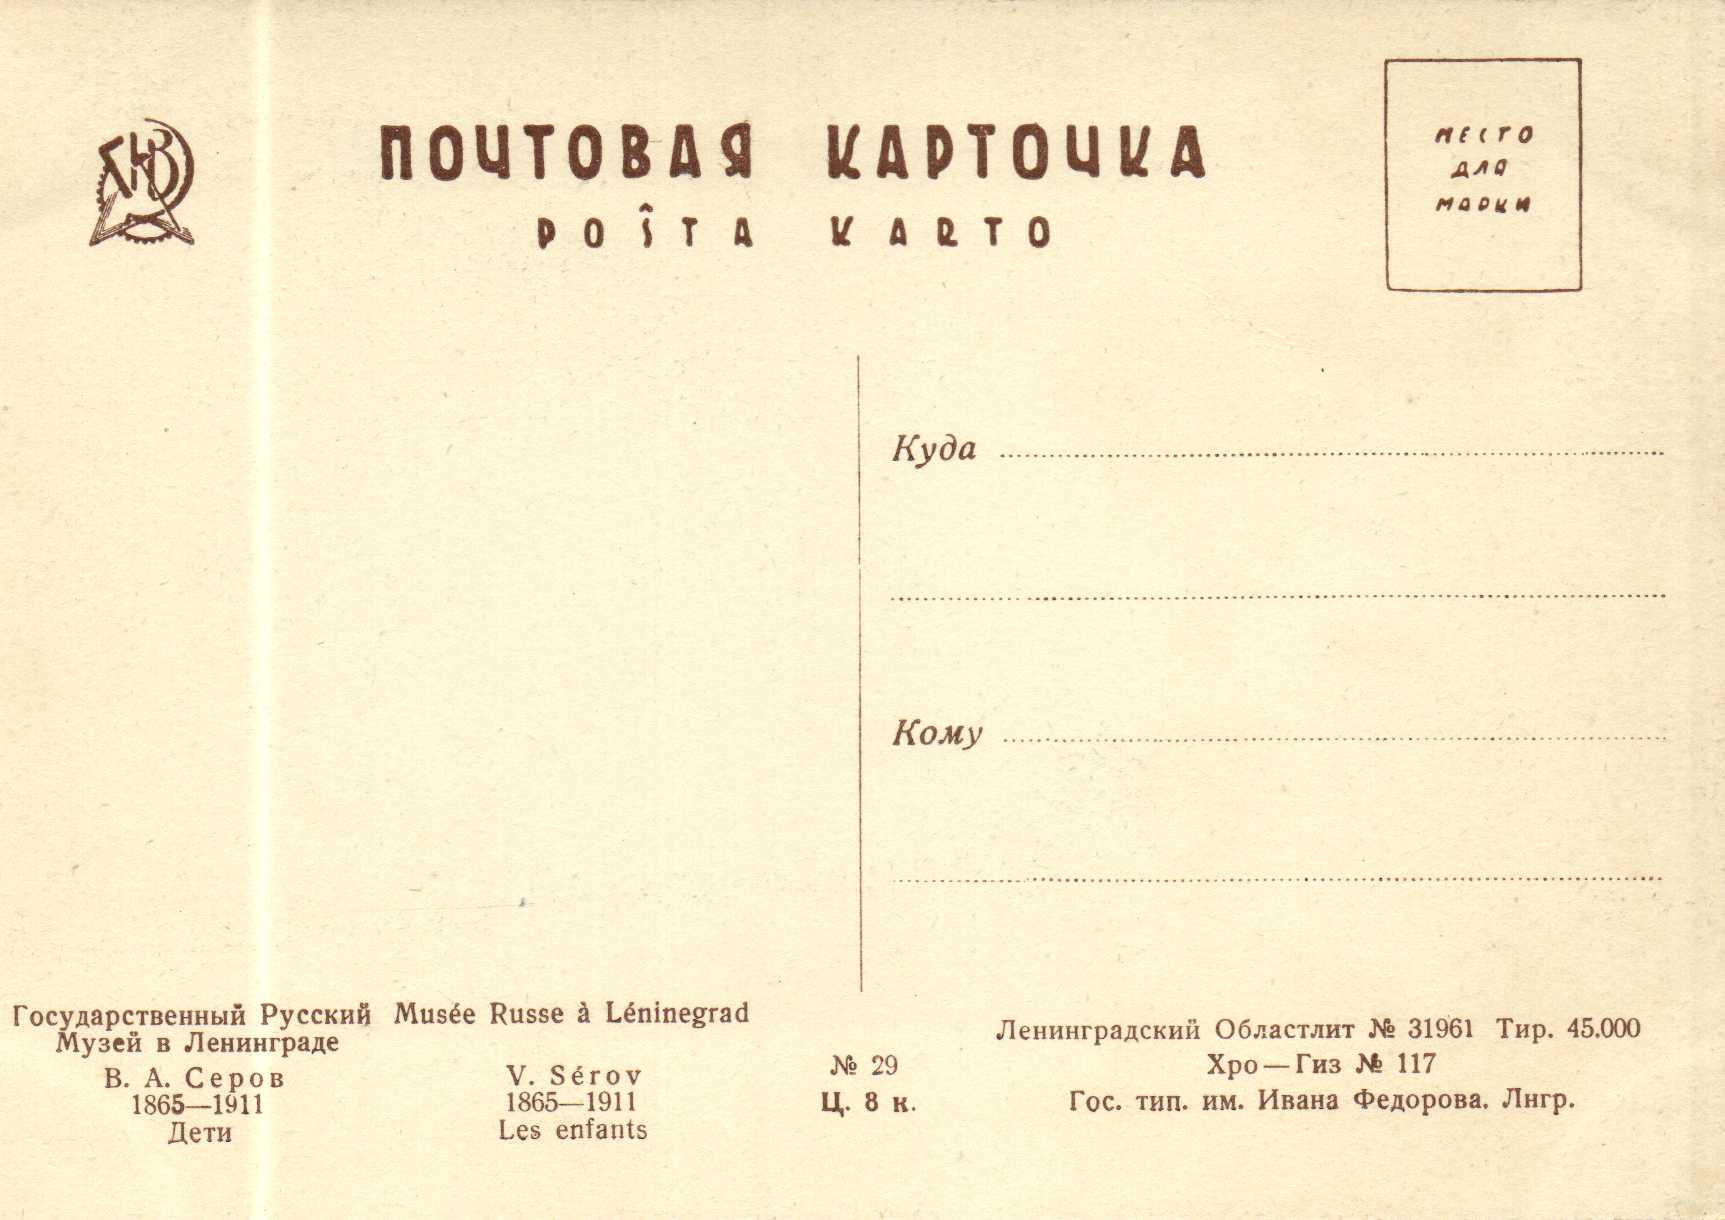 ПОЧТОВАЯ КАРТОЧКА
POŜTA KARTO
МЕСТО
ДЛЯ
МАРКИ
Куда
Кому
Государственный Русский
Музей в Ленинграде
В. А. Серов
1865—1911
Дети
Musée Russe à Léninegrad
V. Sérov
1865—1911
Les enfants
№ 29
Ц. 8 к.
Ленинградский Областлит № 31961 Тир. 45.000
Хро—Гиз № 117
Гос. тип. им. Ивана Федорова. Лнгр.